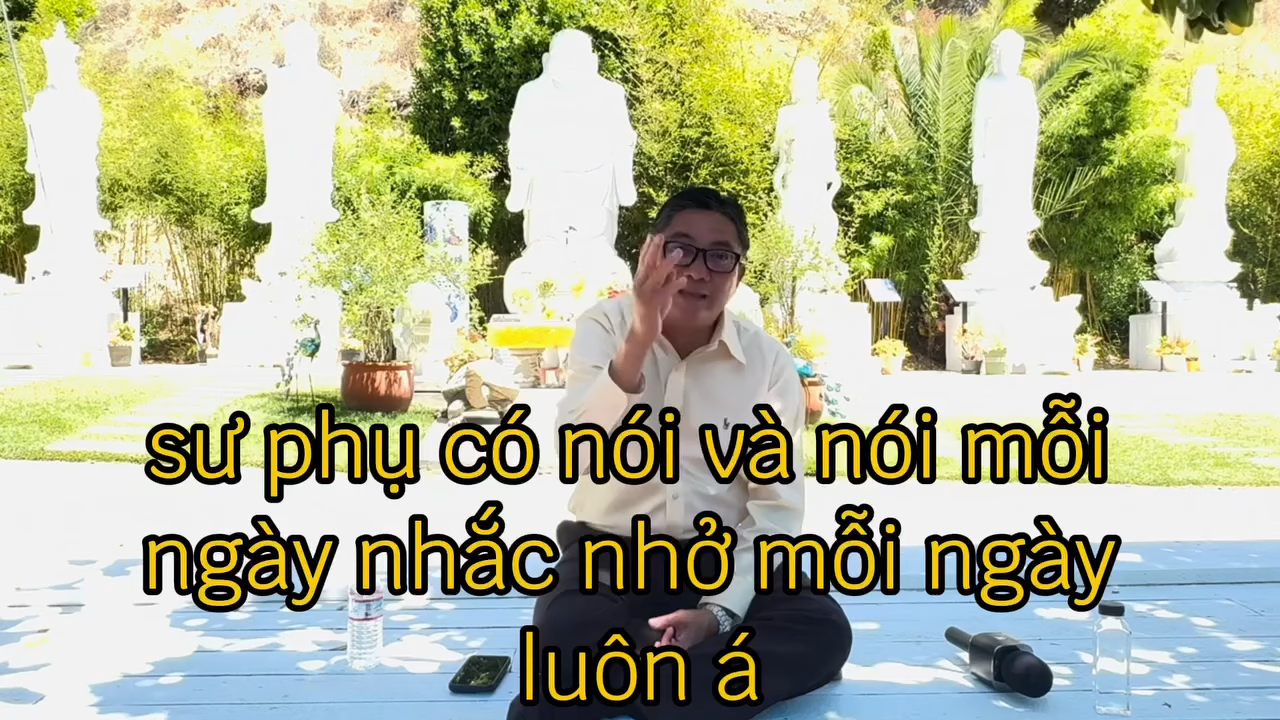 sư phụ có nói và nói mỗi
ngày nhắc nhở mỗi ngày
luôn á